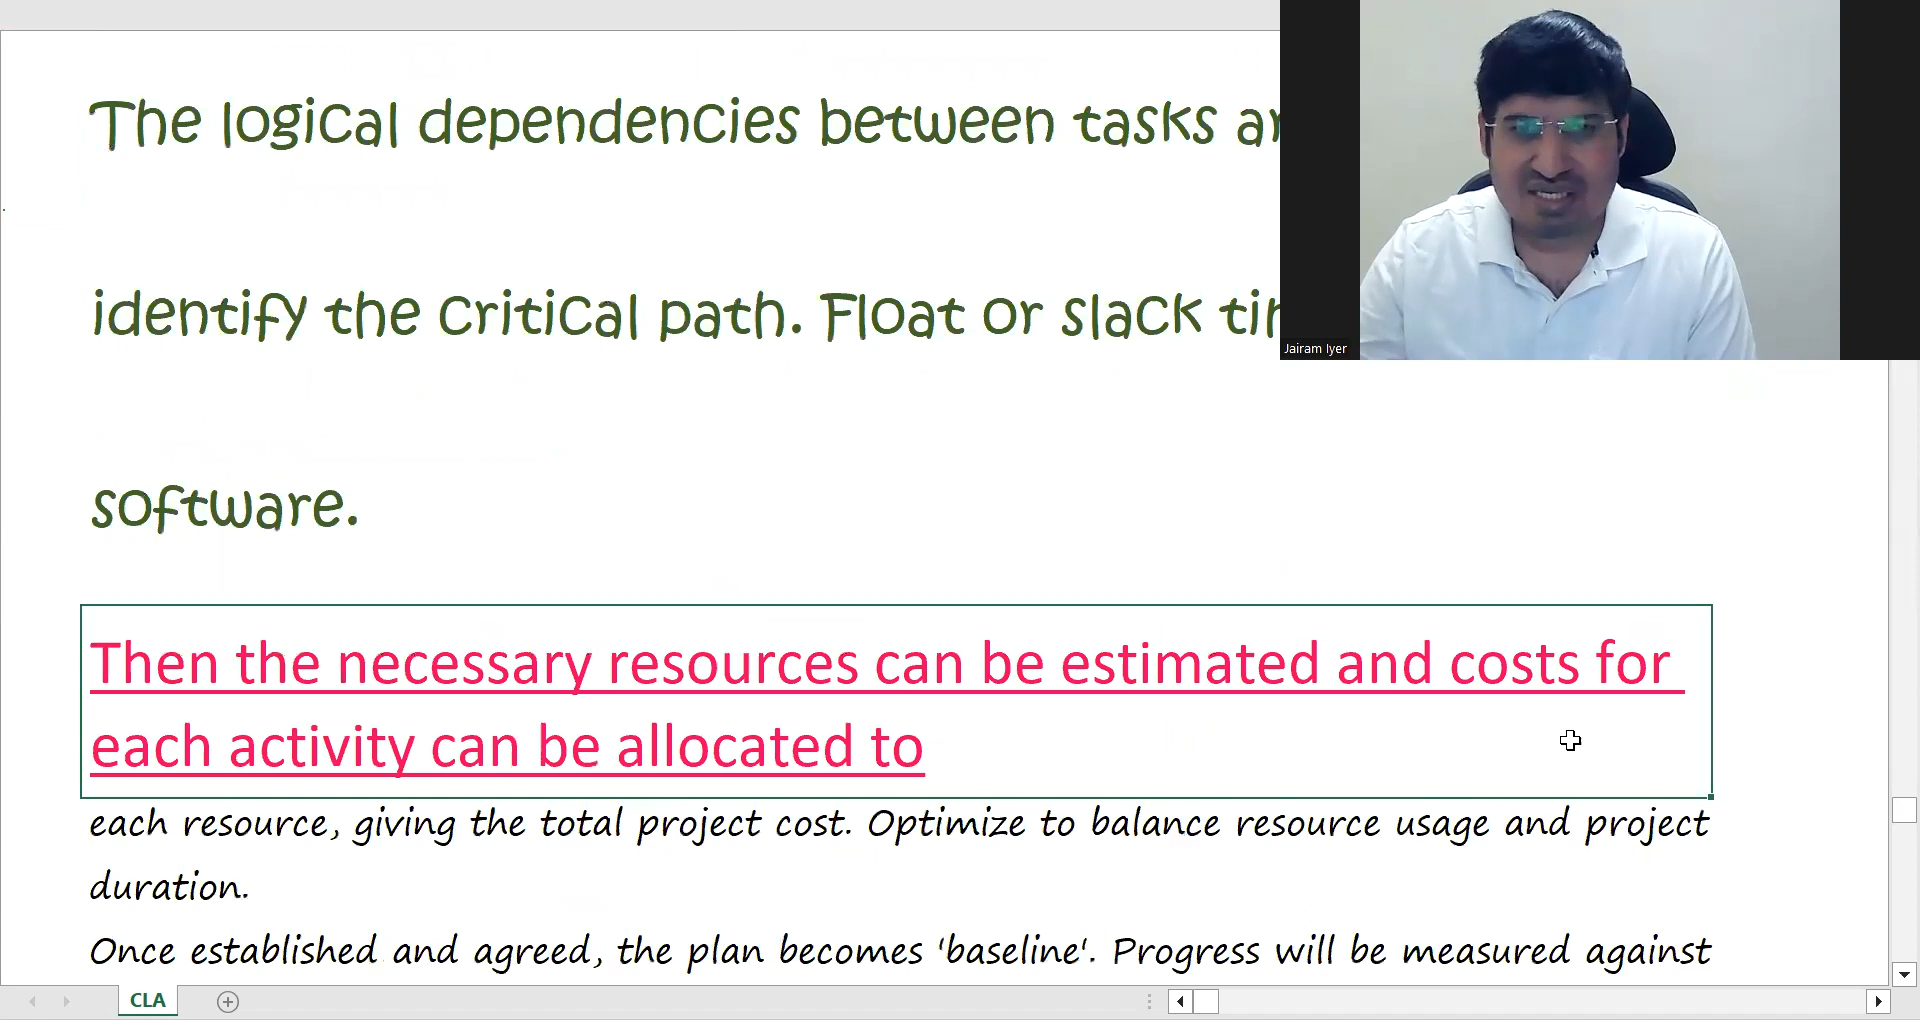 The logical dependencies between tasks
identify the critical path. Float or slack
software.
Then the necessary resources can be estimated and costs for
each activity can be allocated to
each resource, giving the total project cost. Optimize to balance resource usage and project
duration.
Once established and agreed, the plan becomes 'baseline'. Progress will be measured against
Jairam Iyer
CLA